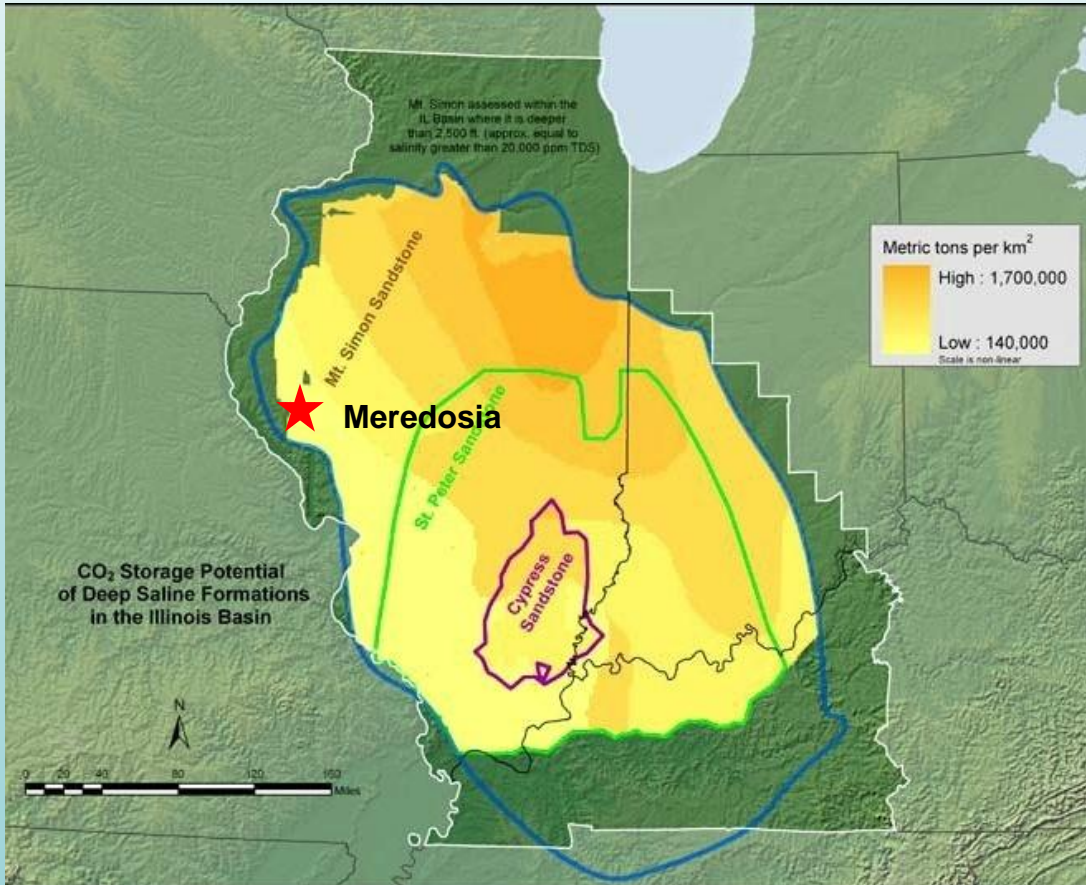 Mt. Simon assessed within the
IL Basin where it is deeper
than 2,500 ft. (approx. equal to
salinity greater than 20,000 ppm TDS)
Mt. Simon Sandstone
Metric tons per km²
High : 1,700,000
Low : 140,000
Scale is non-linear
Meredosia
St. Peter Sandstone
Cypress
Sandstone
CO₂ Storage Potential
of Deep Saline Formations
in the Illinois Basin
N
0 20 40 80 120 160
Miles